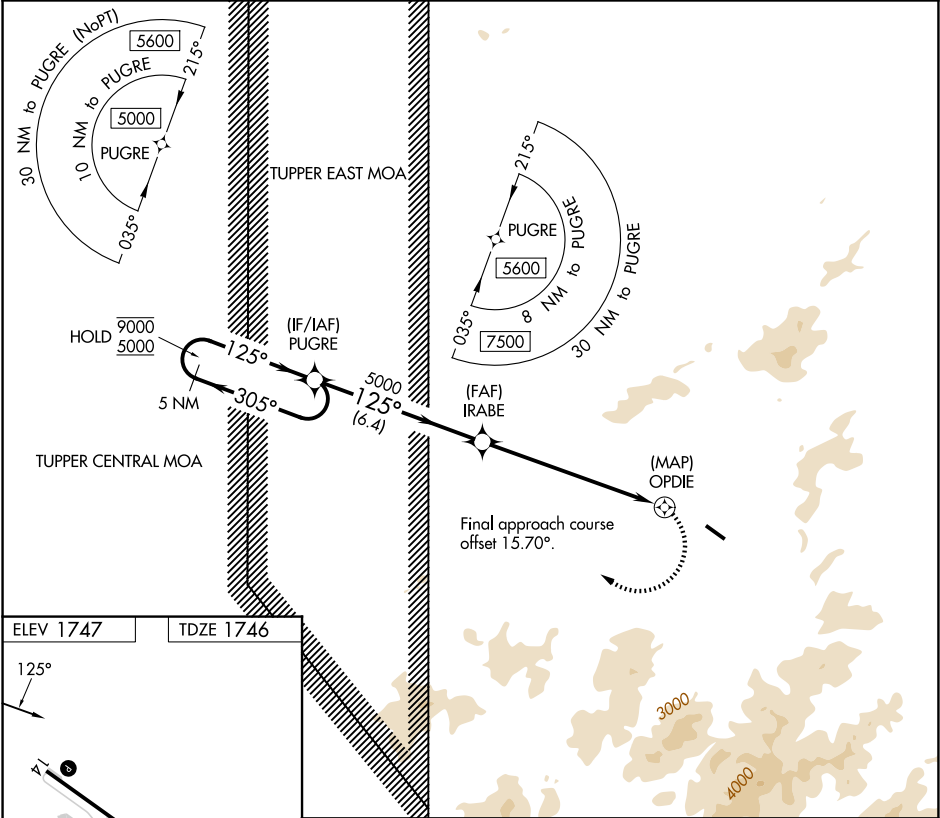 30 NM to PUGRE (NoPT)
5600
215°
10 NM to PUGRE
5000
PUGRE
035°
TUPPER EAST MOA
215°
PUGRE
5600
8 NM to PUGRE
30 NM to PUGRE
035°
7500
HOLD 9000
5000
(IF/IAF)
PUGRE
125°
305°
5 NM
5000
125°
(6.4)
(FAF)
IRABE
TUPPER CENTRAL MOA
(MAP)
OPDIE
Final approach course
offset 15.70°.
ELEV 1747
TDZE 1746
125°
14
P
3000
4000